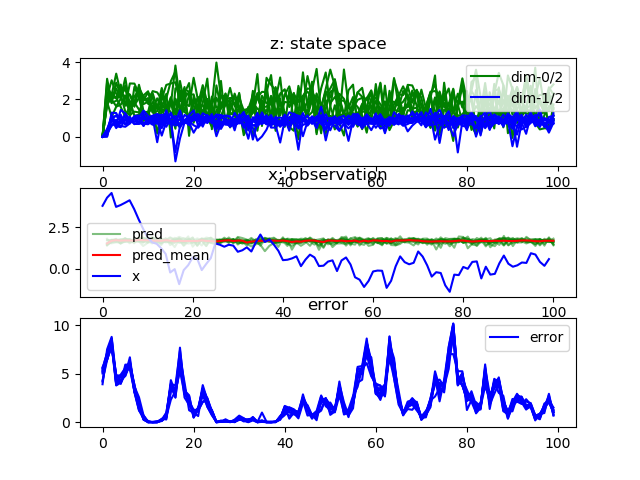 z: state space
4
2
0
dim-0/2
dim-1/2
0 20 40 60 80 100
x: observation
2.5
0.0
pred
pred_mean
x
0 20 40 60 80 100
error
10
5
0
error
0 20 40 60 80 100